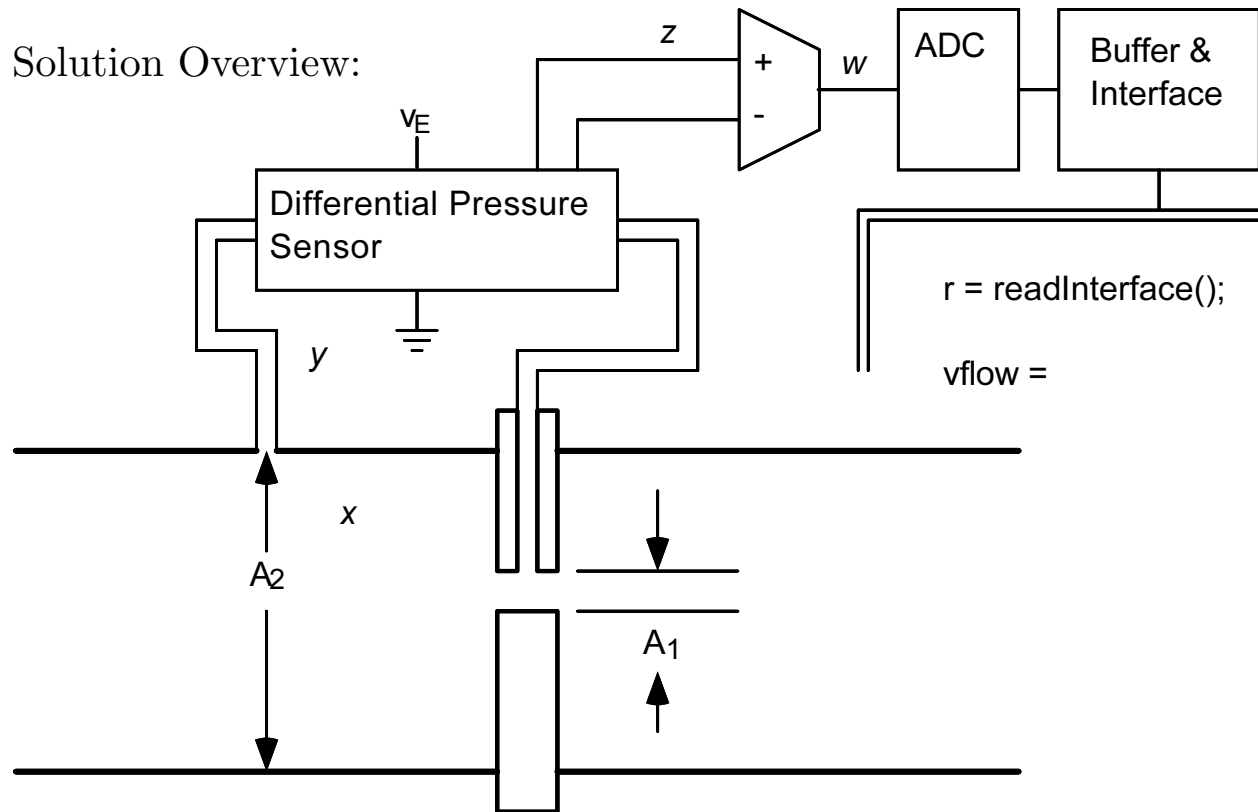 Solution Overview:
z
w
ADC
Buffer &
Interface
+
-
vE
Differential Pressure
Sensor
r = readInterface();
y
vflow =
x
A2
A1